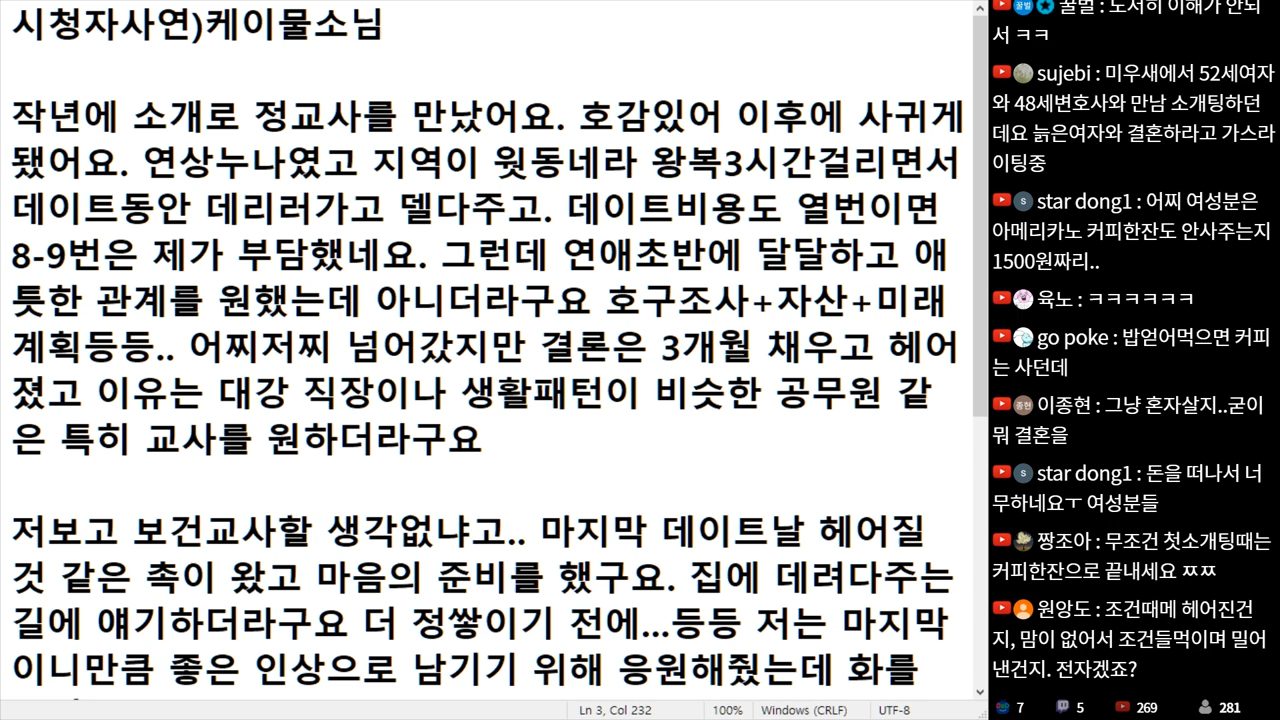 시청자사연)케이물소님
작년에 소개로 정교사를 만났어요. 호감있어 이후에 사귀게
됐어요. 연상누나였고 지역이 윗동네라 왕복3시간걸리면서
데이트동안 데리러가고 델다주고. 데이트비용도 열번이면
8-9번은 제가 부담했네요. 그런데 연애초반에 달달하고 애
틋한 관계를 원했는데 아니더라구요 호구조사+자산+미래
계획등등.. 어찌저찌 넘어갔지만 결론은 3개월 채우고 헤어
졌고 이유는 대강 직장이나 생활패턴이 비슷한 공무원 같
은 특히 교사를 원하더라구요
저보고 보건교사할 생각없냐고.. 마지막 데이트날 헤어질
것 같은 촉이 왔고 마음의 준비를 했구요. 집에 데려다주는
길에 얘기하더라구요 더 정쌓이기 전에...등등 저는 마지막
이니만큼 좋은 인상으로 남기기 위해 응원해줬는데 화를
Ln 3, Col 232
100%
Windows (CRLF)
UTF-8
꿀벌 꿀벌 : 도저히 이해가 안되
서 ㅋㅋ
sujebi : 미우새에서 52세여자
와 48세변호사와 만남 소개팅하던
데요 늙은여자와 결혼하라고 가스라
이팅중
s star dong1 : 어찌 여성분은
아메리카노 커피한잔도 안사주는지
1500원짜리..
육노 : ㅋㅋㅋㅋㅋㅋ
go poke : 밥얻어먹으면 커피
는 사던데
종현 이종현 : 그냥 혼자살지..굳이
뭐 결혼을
s star dong1 : 돈을 떠나서 너
무하네요ㅜ 여성분들
짱조아 : 무조건 첫소개팅때는
커피한잔으로 끝내세요 ㅉㅉ
원앙도 : 조건때메 헤어진건
지, 맘이 없어서 조건들먹이며 밀어
낸건지. 전자겠죠?
7
5
269
281